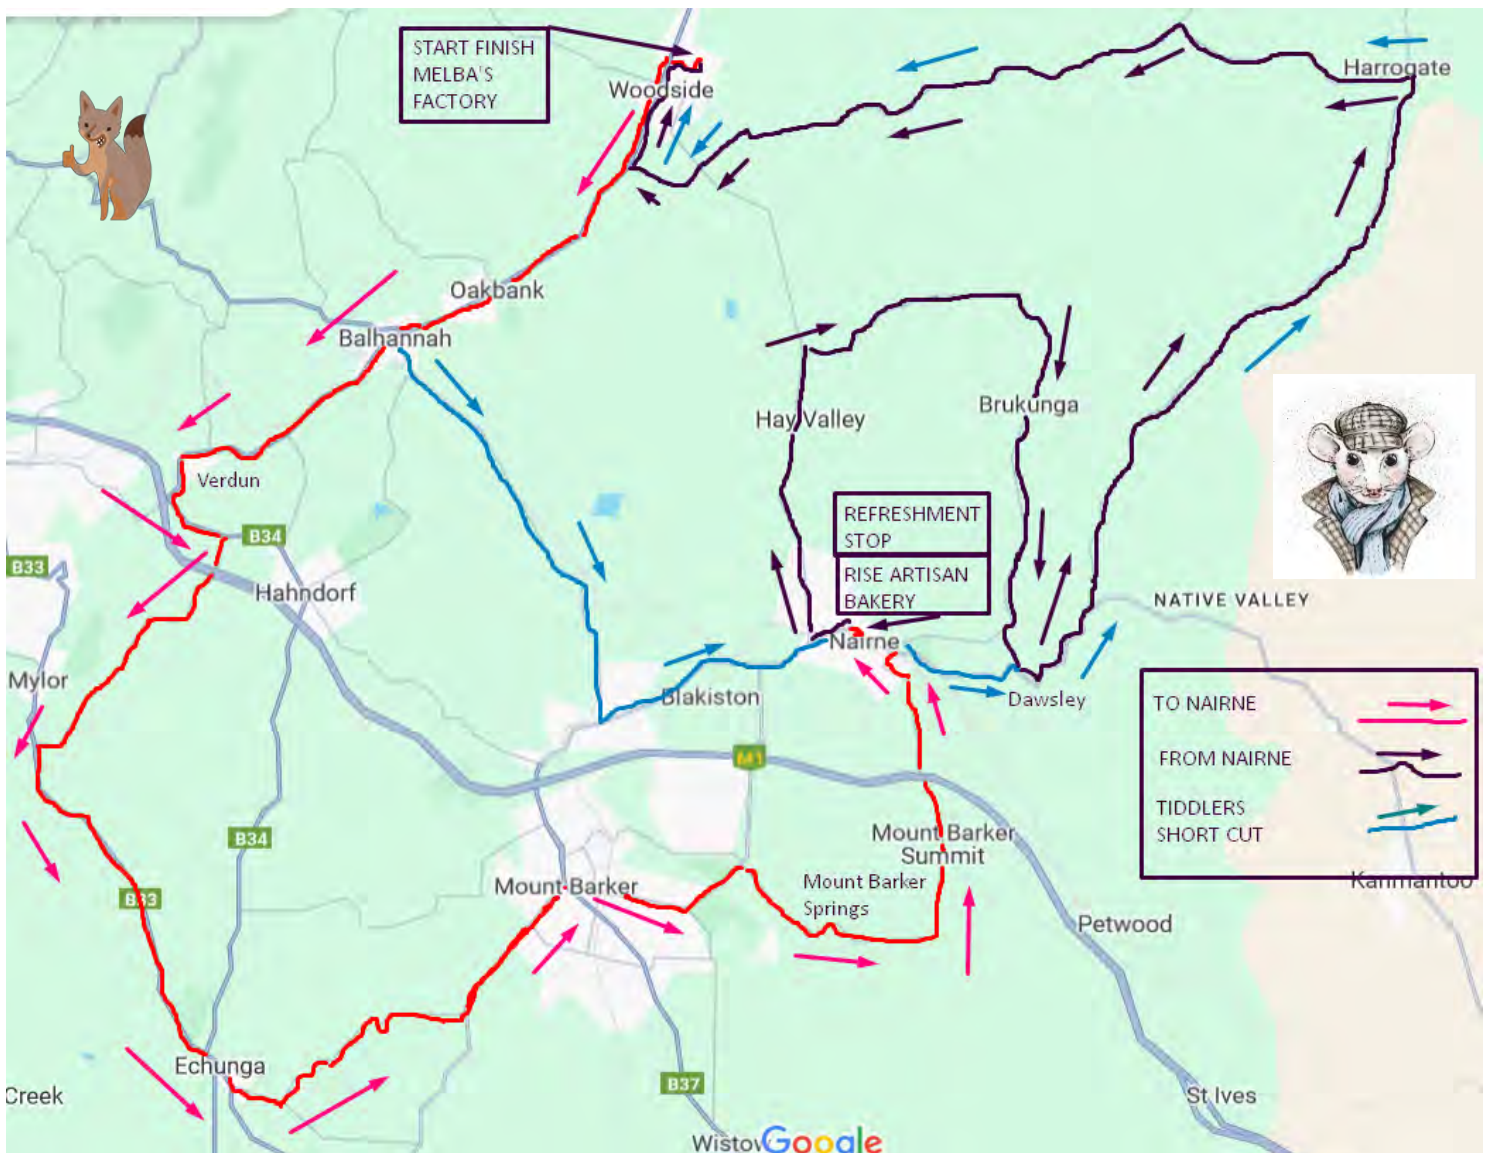 START FINISH
MELBA'S
FACTORY
Woodside
Harrogate
Oakbank
Balhannah
Hay Valley
Brukunga
Verdun
B34
REFRESHMENT
STOP
RISE ARTISAN
BAKERY
B33
Hahndorf
NATIVE VALLEY
Nairne
Mylor
Blakiston
Dawsley
TO NAIRNE
FROM NAIRNE
TIDDLERS
SHORT CUT
M1
B34
Mount Barker
Summit
Mount Barker
Mount Barker
Springs
Kanmantoo
B33
Petwood
Echunga
B37
Creek
St Ives
Google